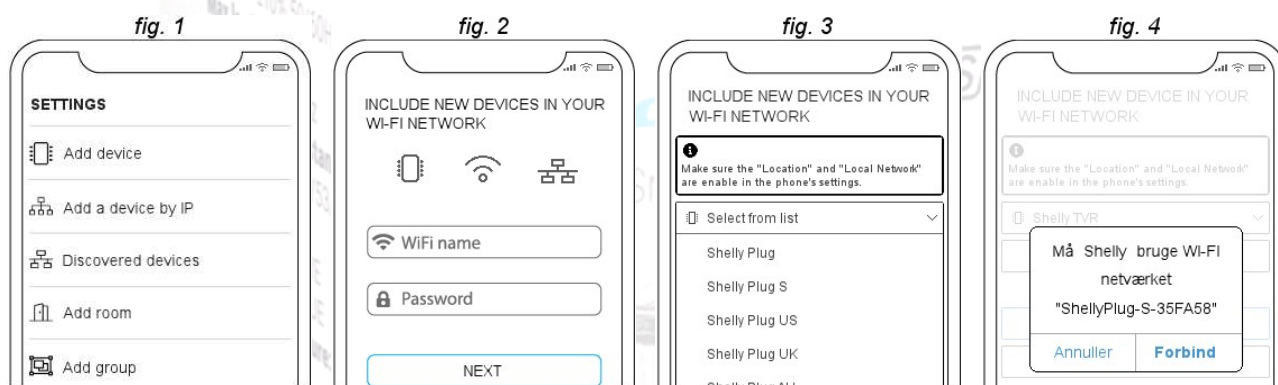 fig. 1
SETTINGS
Add device
Add a device by IP
Discovered devices
Add room
Add group
fig. 2
INCLUDE NEW DEVICES IN YOUR
WI-FI NETWORK
WiFi name
Password
NEXT
fig. 3
INCLUDE NEW DEVICES IN YOUR
WI-FI NETWORK
Make sure the "Location" and "Local Network"
are enable in the phone's settings.
Select from list
Shelly Plug
Shelly Plug S
Shelly Plug US
Shelly Plug UK
fig. 4
INCLUDE NEW DEVICE IN YOUR
WI-FI NETWORK
Make sure the "Location" and "Local Network"
are enable in the phone's settings.
Shelly TVR
Må Shelly bruge WI-FI
netværket
"ShellyPlug-S-35FA58"
Annuller Forbind